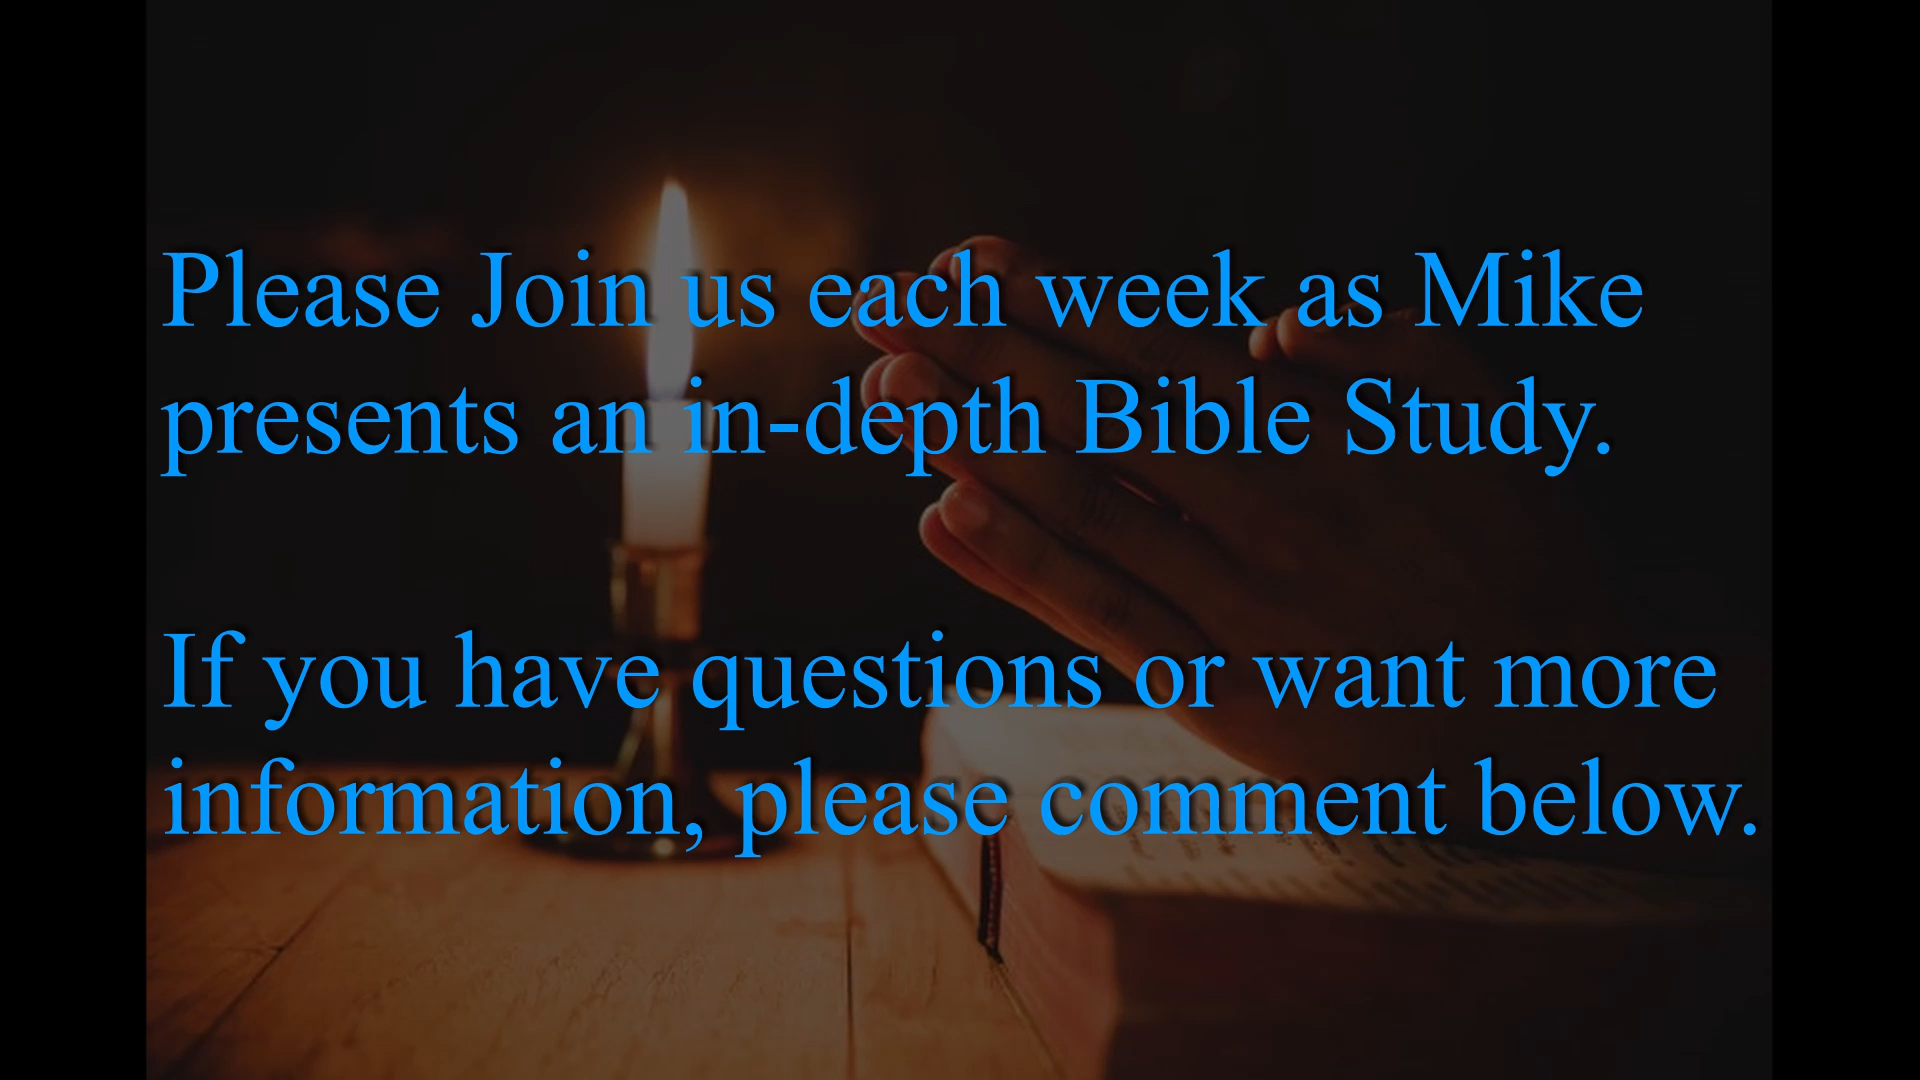 Please Join us each week as Mike
presents an in-depth Bible Study.
If you have questions or want more
information, please comment below.